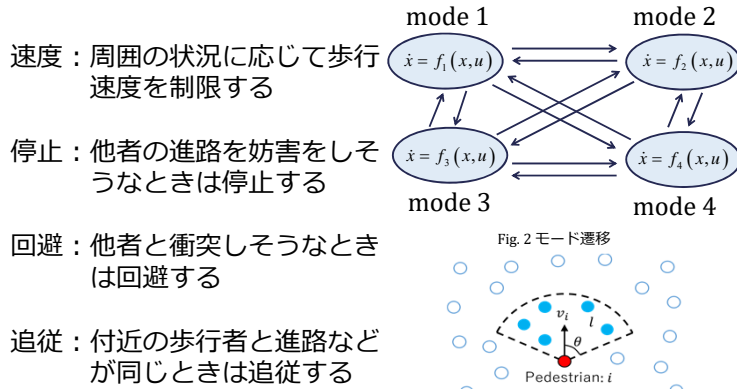 速度：周囲の状況に応じて歩行
速度を制限する
停止：他者の進路を妨害をしそ
うなときは停止する
回避：他者と衝突しそうなとき
は回避する
追従：付近の歩行者と進路など
が同じときは追従する
mode 1
mode 2
ẋ = f₁(x,u)
ẋ = f₂(x,u)
ẋ = f₃(x,u)
ẋ = f₄(x,u)
mode 3
mode 4
Fig. 2 モード遷移
vᵢ
l
θ
Pedestrian: i